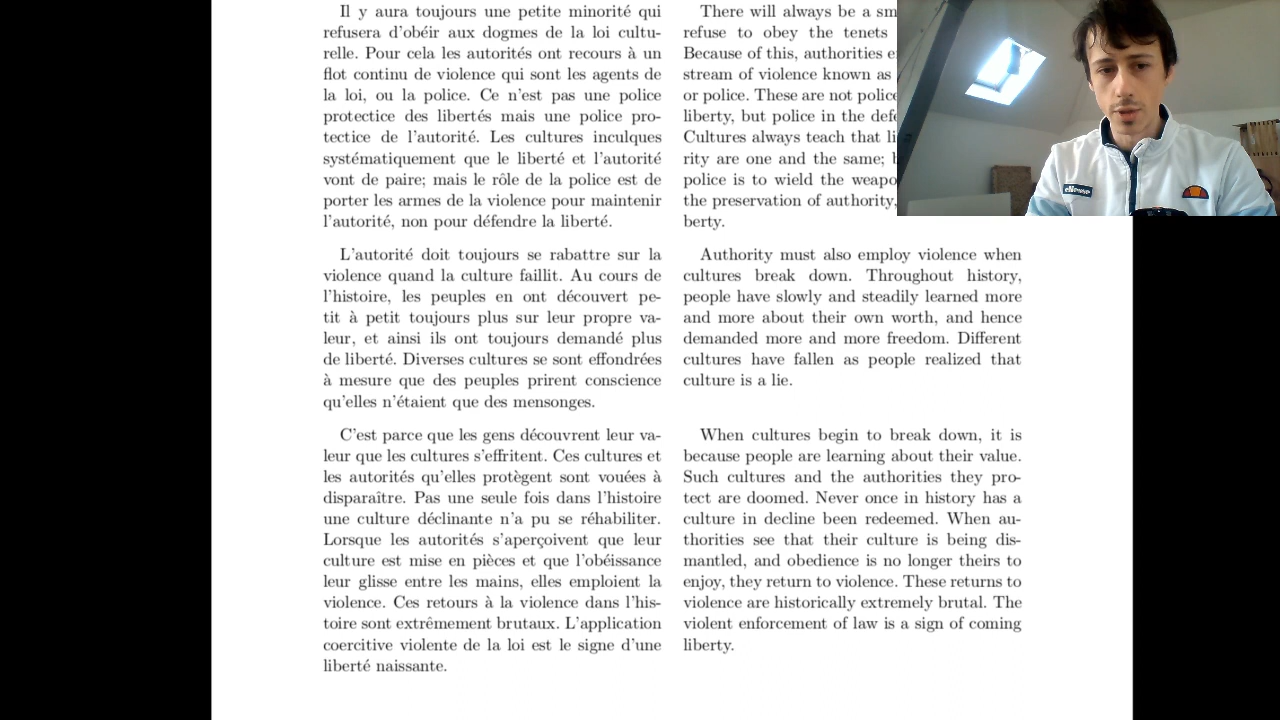 Il y aura toujours une petite minorité qui
refusera d'obéir aux dogmes de la loi cultu-
relle. Pour cela les autorités ont recours à un
flot continu de violence qui sont les agents de
la loi, ou la police. Ce n'est pas une police
protectice des libertés mais une police pro-
tectice de l'autorité. Les cultures inculques
systématiquement que le liberté et l'autorité
vont de paire; mais le rôle de la police est de
porter les armes de la violence pour maintenir
l'autorité, non pour défendre la liberté.
L'autorité doit toujours se rabattre sur la
violence quand la culture faillit. Au cours de
l'histoire, les peuples en ont découvert pe-
tit à petit toujours plus sur leur propre va-
leur, et ainsi ils ont toujours demandé plus
de liberté. Diverses cultures se sont effondrées
à mesure que des peuples prirent conscience
qu'elles n'étaient que des mensonges.
C'est parce que les gens découvrent leur va-
leur que les cultures s'effritent. Ces cultures et
les autorités qu'elles protègent sont vouées à
disparaître. Pas une seule fois dans l'histoire
une culture déclinante n'a pu se réhabiliter.
Lorsque les autorités s'aperçoivent que leur
culture est mise en pièces et que l'obéissance
leur glisse entre les mains, elles emploient la
violence. Ces retours à la violence dans l'his-
toire sont extrêmement brutaux. L'application
coercitive violente de la loi est le signe d'une
liberté naissante.
There will always be a sm
refuse to obey the tenets
Because of this, authorities e
stream of violence known as
or police. These are not police
liberty, but police in the defe
Cultures always teach that li
rity are one and the same; b
police is to wield the weapo
the preservation of authority,
berty.
Authority must also employ violence when
cultures break down. Throughout history,
people have slowly and steadily learned more
and more about their own worth, and hence
demanded more and more freedom. Different
cultures have fallen as people realized that
culture is a lie.
When cultures begin to break down, it is
because people are learning about their value.
Such cultures and the authorities they pro-
tect are doomed. Never once in history has a
culture in decline been redeemed. When au-
thorities see that their culture is being dis-
mantled, and obedience is no longer theirs to
enjoy, they return to violence. These returns to
violence are historically extremely brutal. The
violent enforcement of law is a sign of coming
liberty.
ellesse